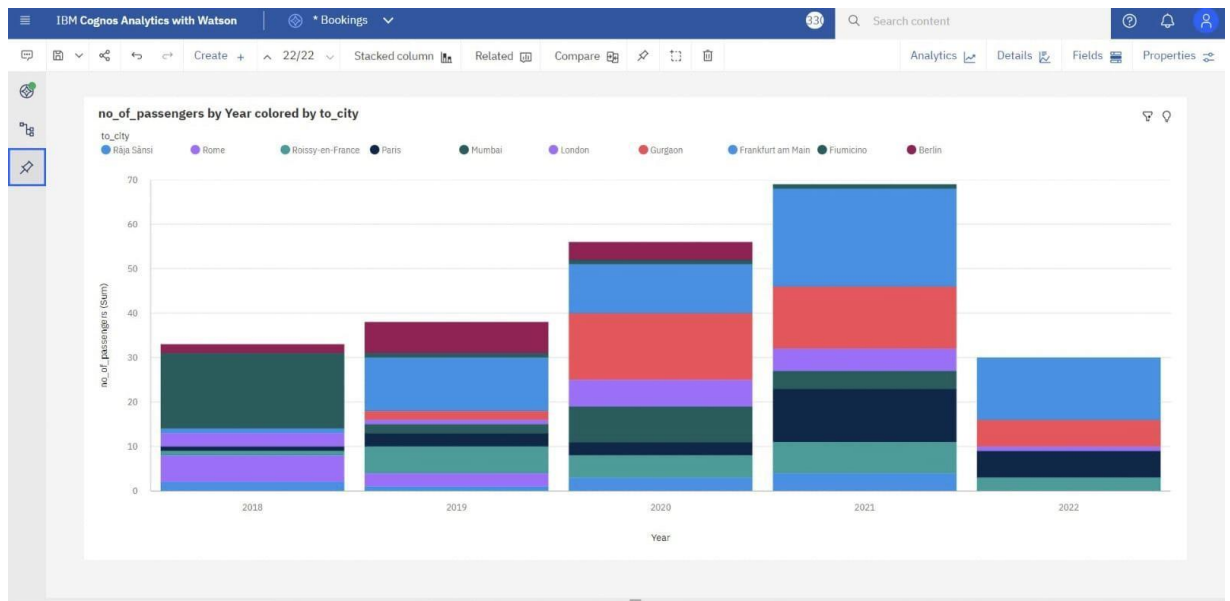 IBM Cognos Analytics with Watson * Bookings 330 Search content
Create + 22/22 Stacked column Related Compare Analytics Details Fields Properties
no_of_passengers by Year colored by to_city
to_city
Rāja Sānsi Rome Roissy-en-France Paris Mumbai London Gurgaon Frankfurt am Main Fiumicino Berlin
70
60
50
40
30
20
10
0
no_of_passengers (Sum)
2018 2019 2020 2021 2022
Year